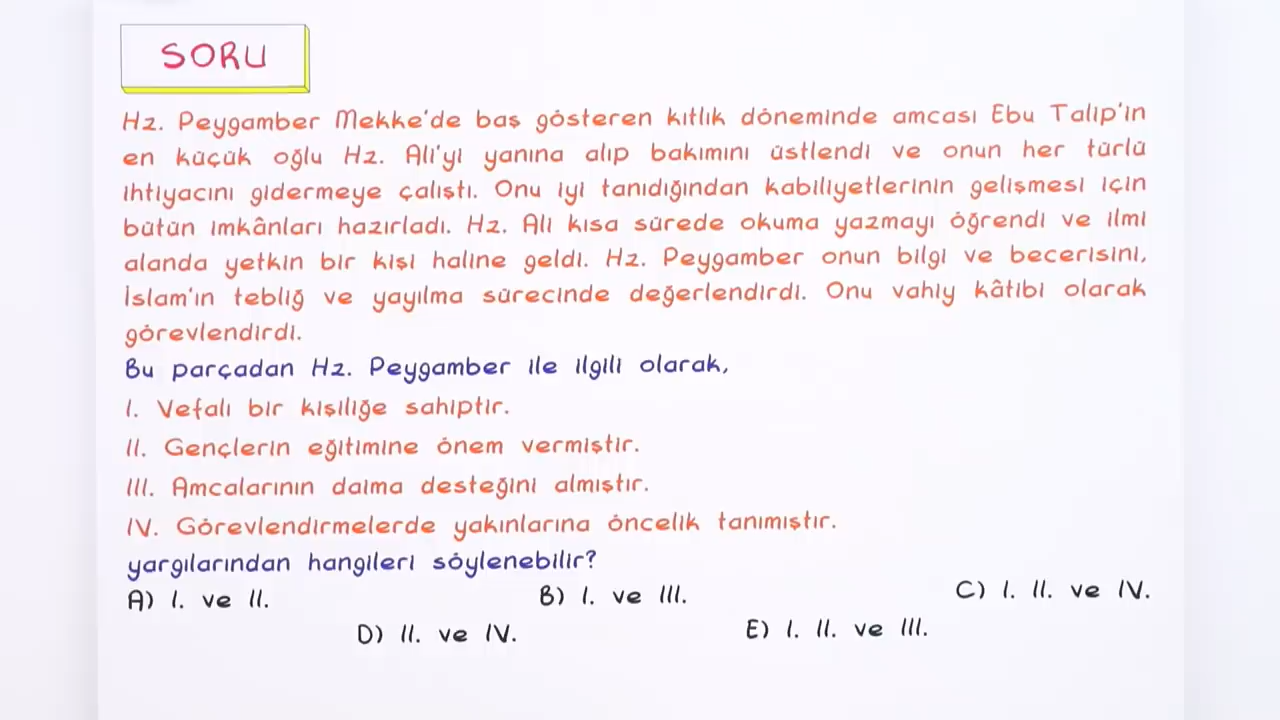 SORU
Hz. Peygamber Mekke'de baş gösteren kıtlık döneminde amcası Ebu Talip'in
en küçük oğlu Hz. Ali'yi yanına alıp bakımını üstlendi ve onun her türlü
ihtiyacını gidermeye çalıştı. Onu iyi tanıdığından kabiliyetlerinin gelişmesi için
bütün imkânları hazırladı. Hz. Ali kısa sürede okuma yazmayı öğrendi ve ilmi
alanda yetkin bir kişi haline geldi. Hz. Peygamber onun bilgi ve becerisini,
İslam'ın tebliğ ve yayılma sürecinde değerlendirdi. Onu vahiy kâtibi olarak
görevlendirdi.
Bu parçadan Hz. Peygamber ile ilgili olarak,
I. Vefalı bir kişiliğe sahiptir.
II. Gençlerin eğitimine önem vermiştir.
III. Amcalarının daima desteğini almıştır.
IV. Görevlendirmelerde yakınlarına öncelik tanımıştır.
yargılarından hangileri söylenebilir?
A) I. ve II. B) I. ve III. C) I. II. ve IV.
D) II. ve IV. E) I. II. ve III.